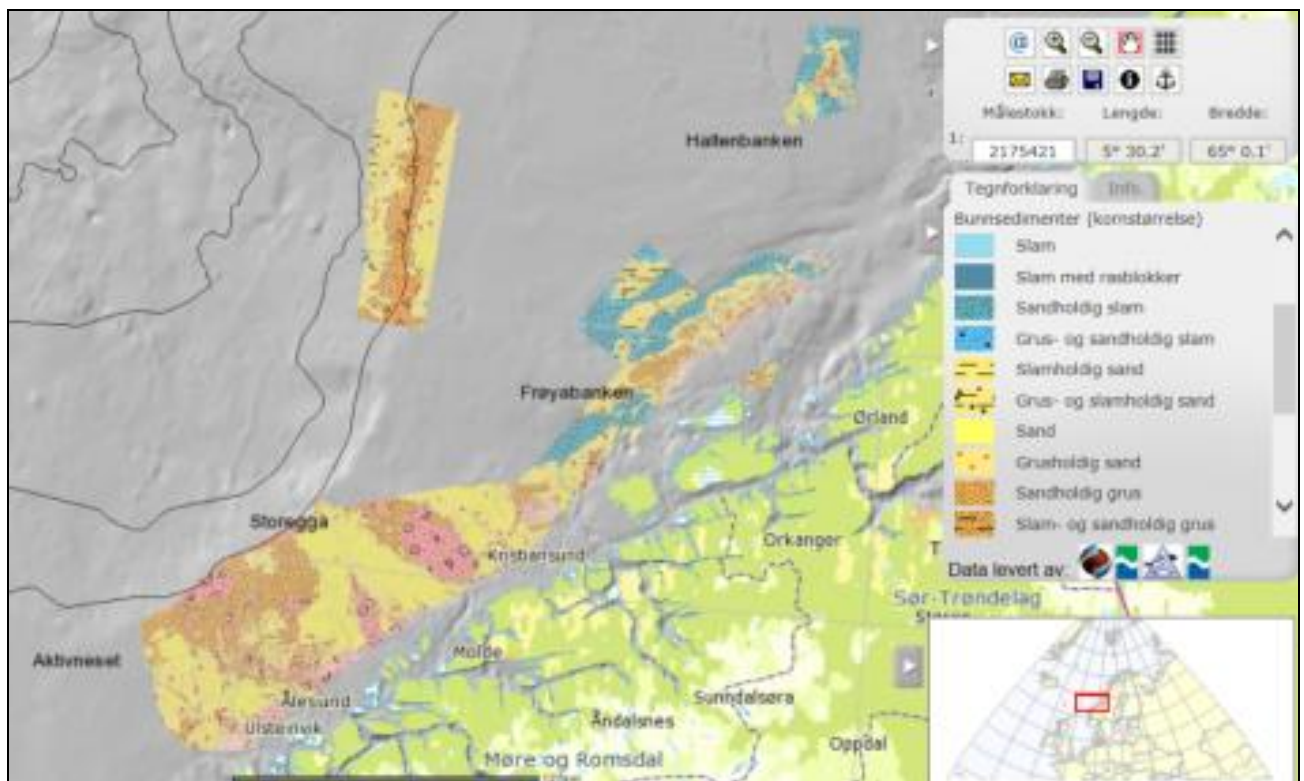 Hallenbanken
Frøyabanken
Storegga
Aktivneset
Ørland
Orkanger
Kristiansund
Sør-Trøndelag
Molde
Sunndalsøra
Ålesund
Åndalsnes
Ulsteinvik
Oppdal
Møre og Romsdal
@
Målestokk:
Lengde:
Bredde:
1:
2175421
5° 30.2'
65° 0.1'
Tegnforklaring
Info
Bunnsedimenter (kornstørrelse)
Slam
Slam med rasblokker
Sandholdig slam
Grus- og sandholdig slam
Slamholdig sand
Grus- og slamholdig sand
Sand
Grusholdig sand
Sandholdig grus
Slam- og sandholdig grus
Data levert av: